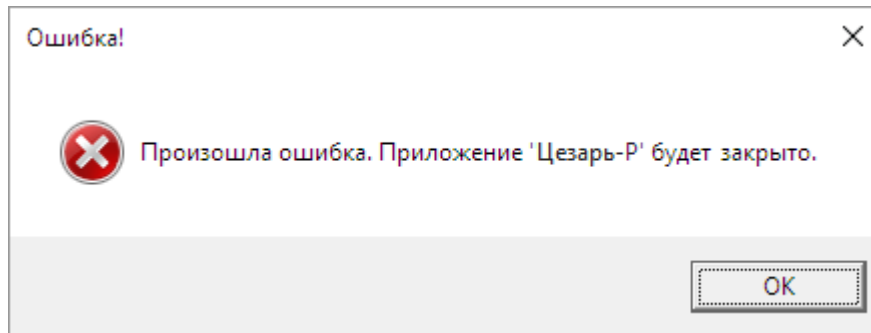 Ошибка!
Произошла ошибка. Приложение 'Цезарь-Р' будет закрыто.
OK